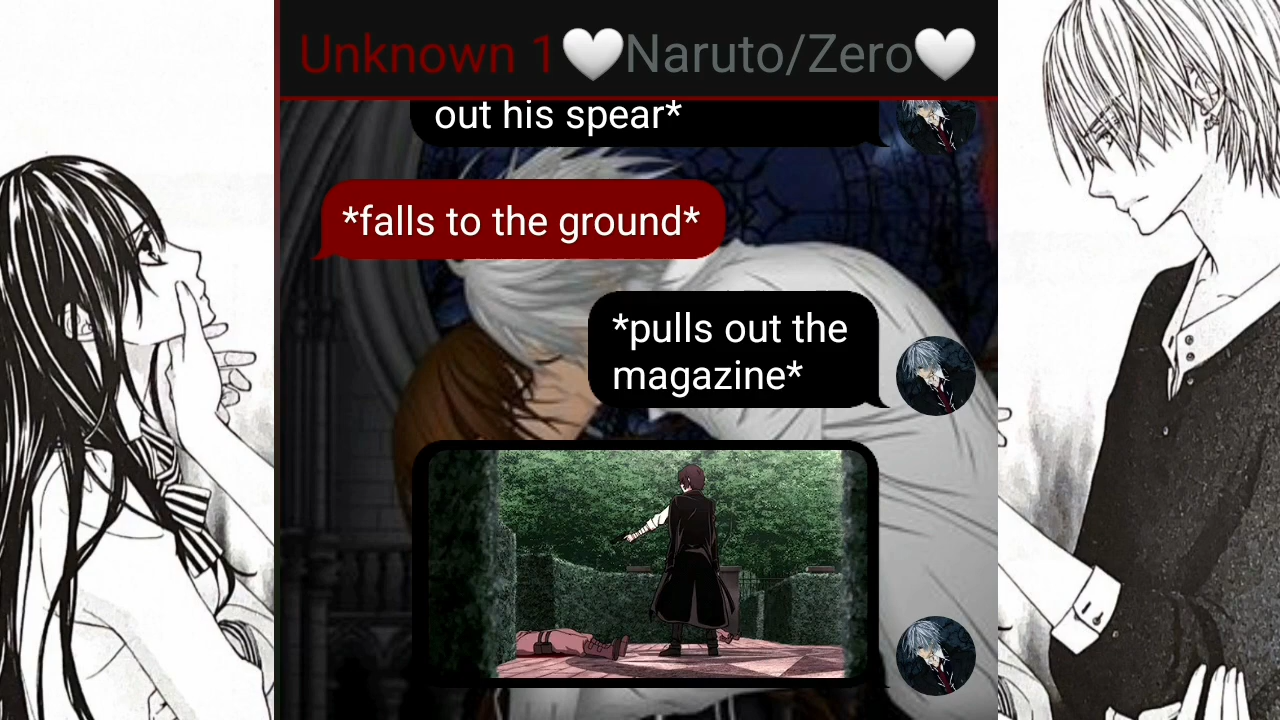 Unknown 1🤍Naruto/Zero🤍
out his spear*
*falls to the ground*
*pulls out the
magazine*